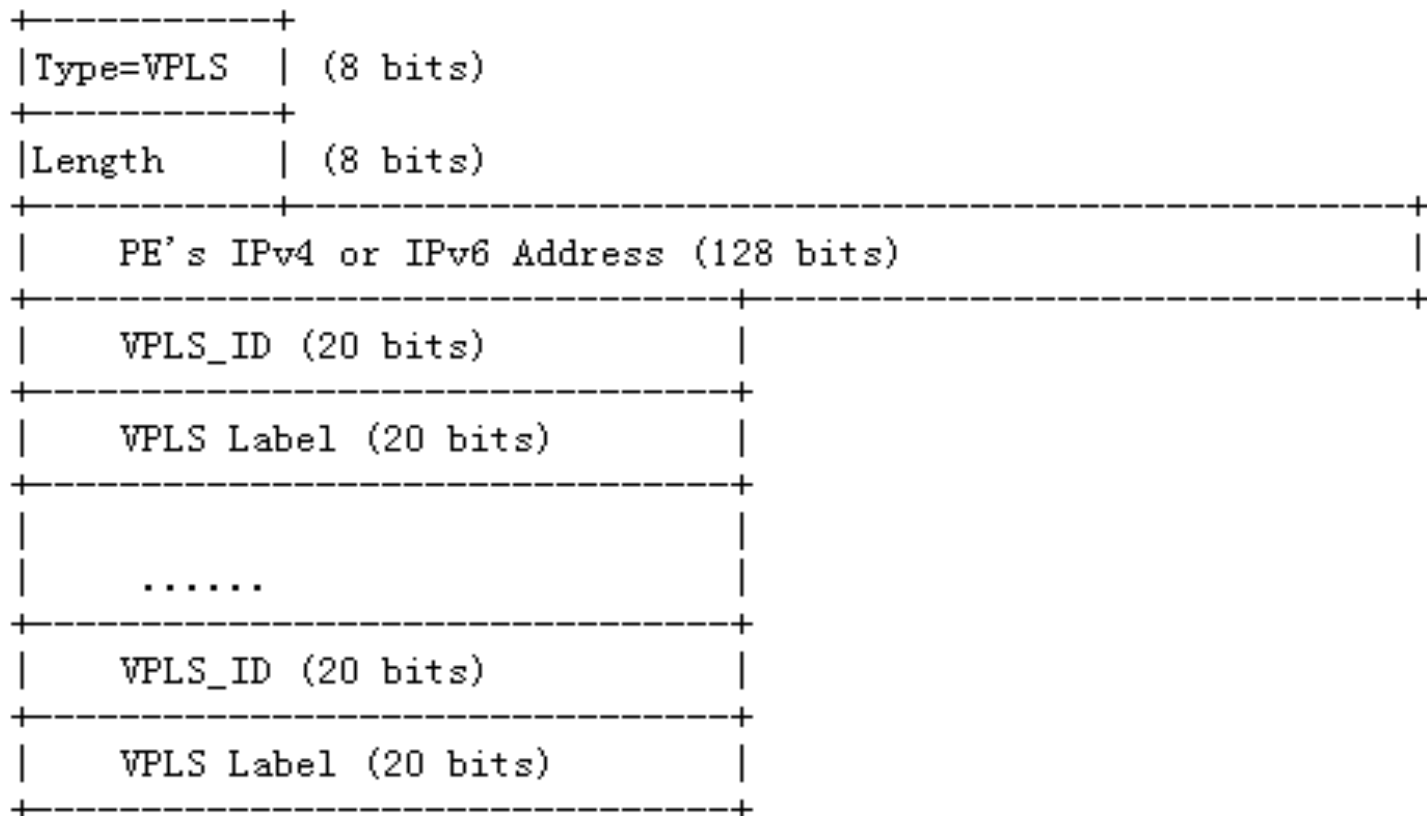 Type=VPLS (8 bits)
Length (8 bits)
PE's IPv4 or IPv6 Address (128 bits)
VPLS_ID (20 bits)
VPLS Label (20 bits)
......
VPLS_ID (20 bits)
VPLS Label (20 bits)